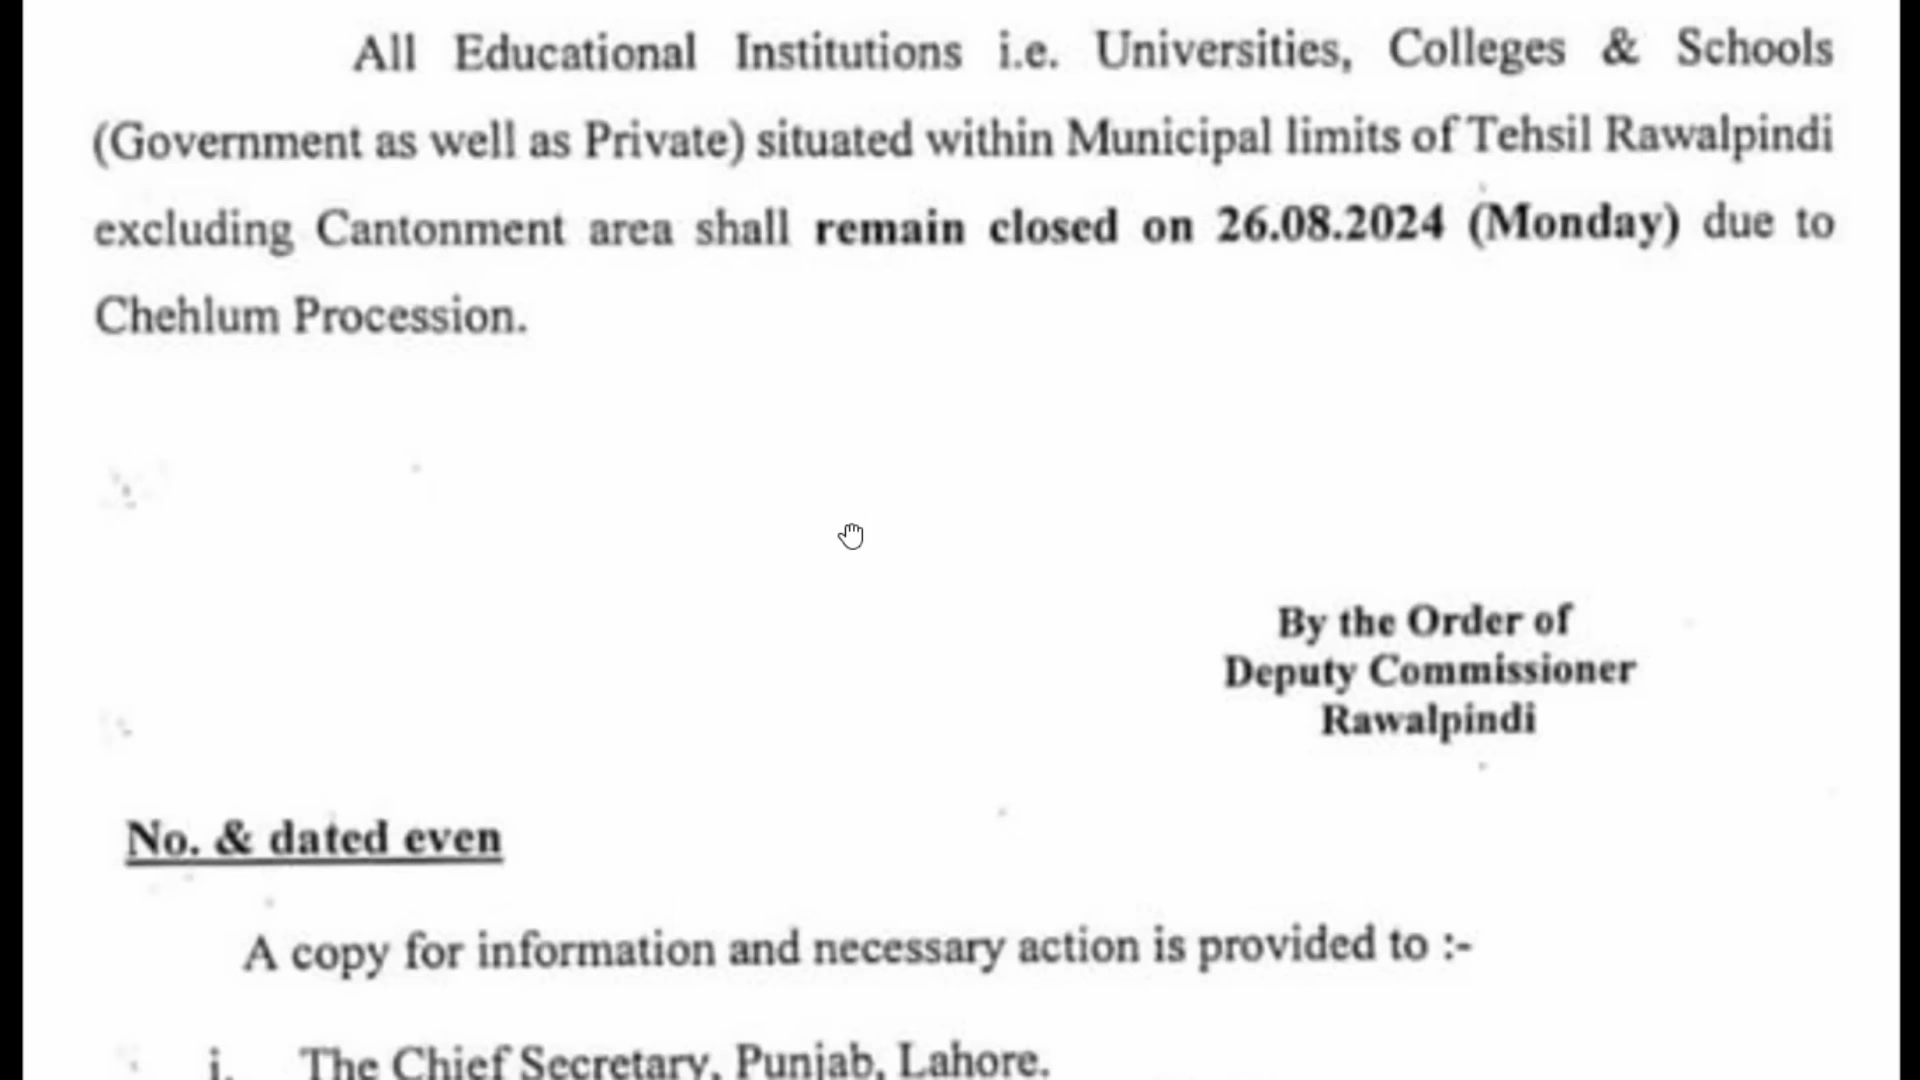 All Educational Institutions i.e. Universities, Colleges & Schools
(Government as well as Private) situated within Municipal limits of Tehsil Rawalpindi
excluding Cantonment area shall remain closed on 26.08.2024 (Monday) due to
Chehlum Procession.
By the Order of
Deputy Commissioner
Rawalpindi
No. & dated even
A copy for information and necessary action is provided to :-
i. The Chief Secretary, Punjab, Lahore.